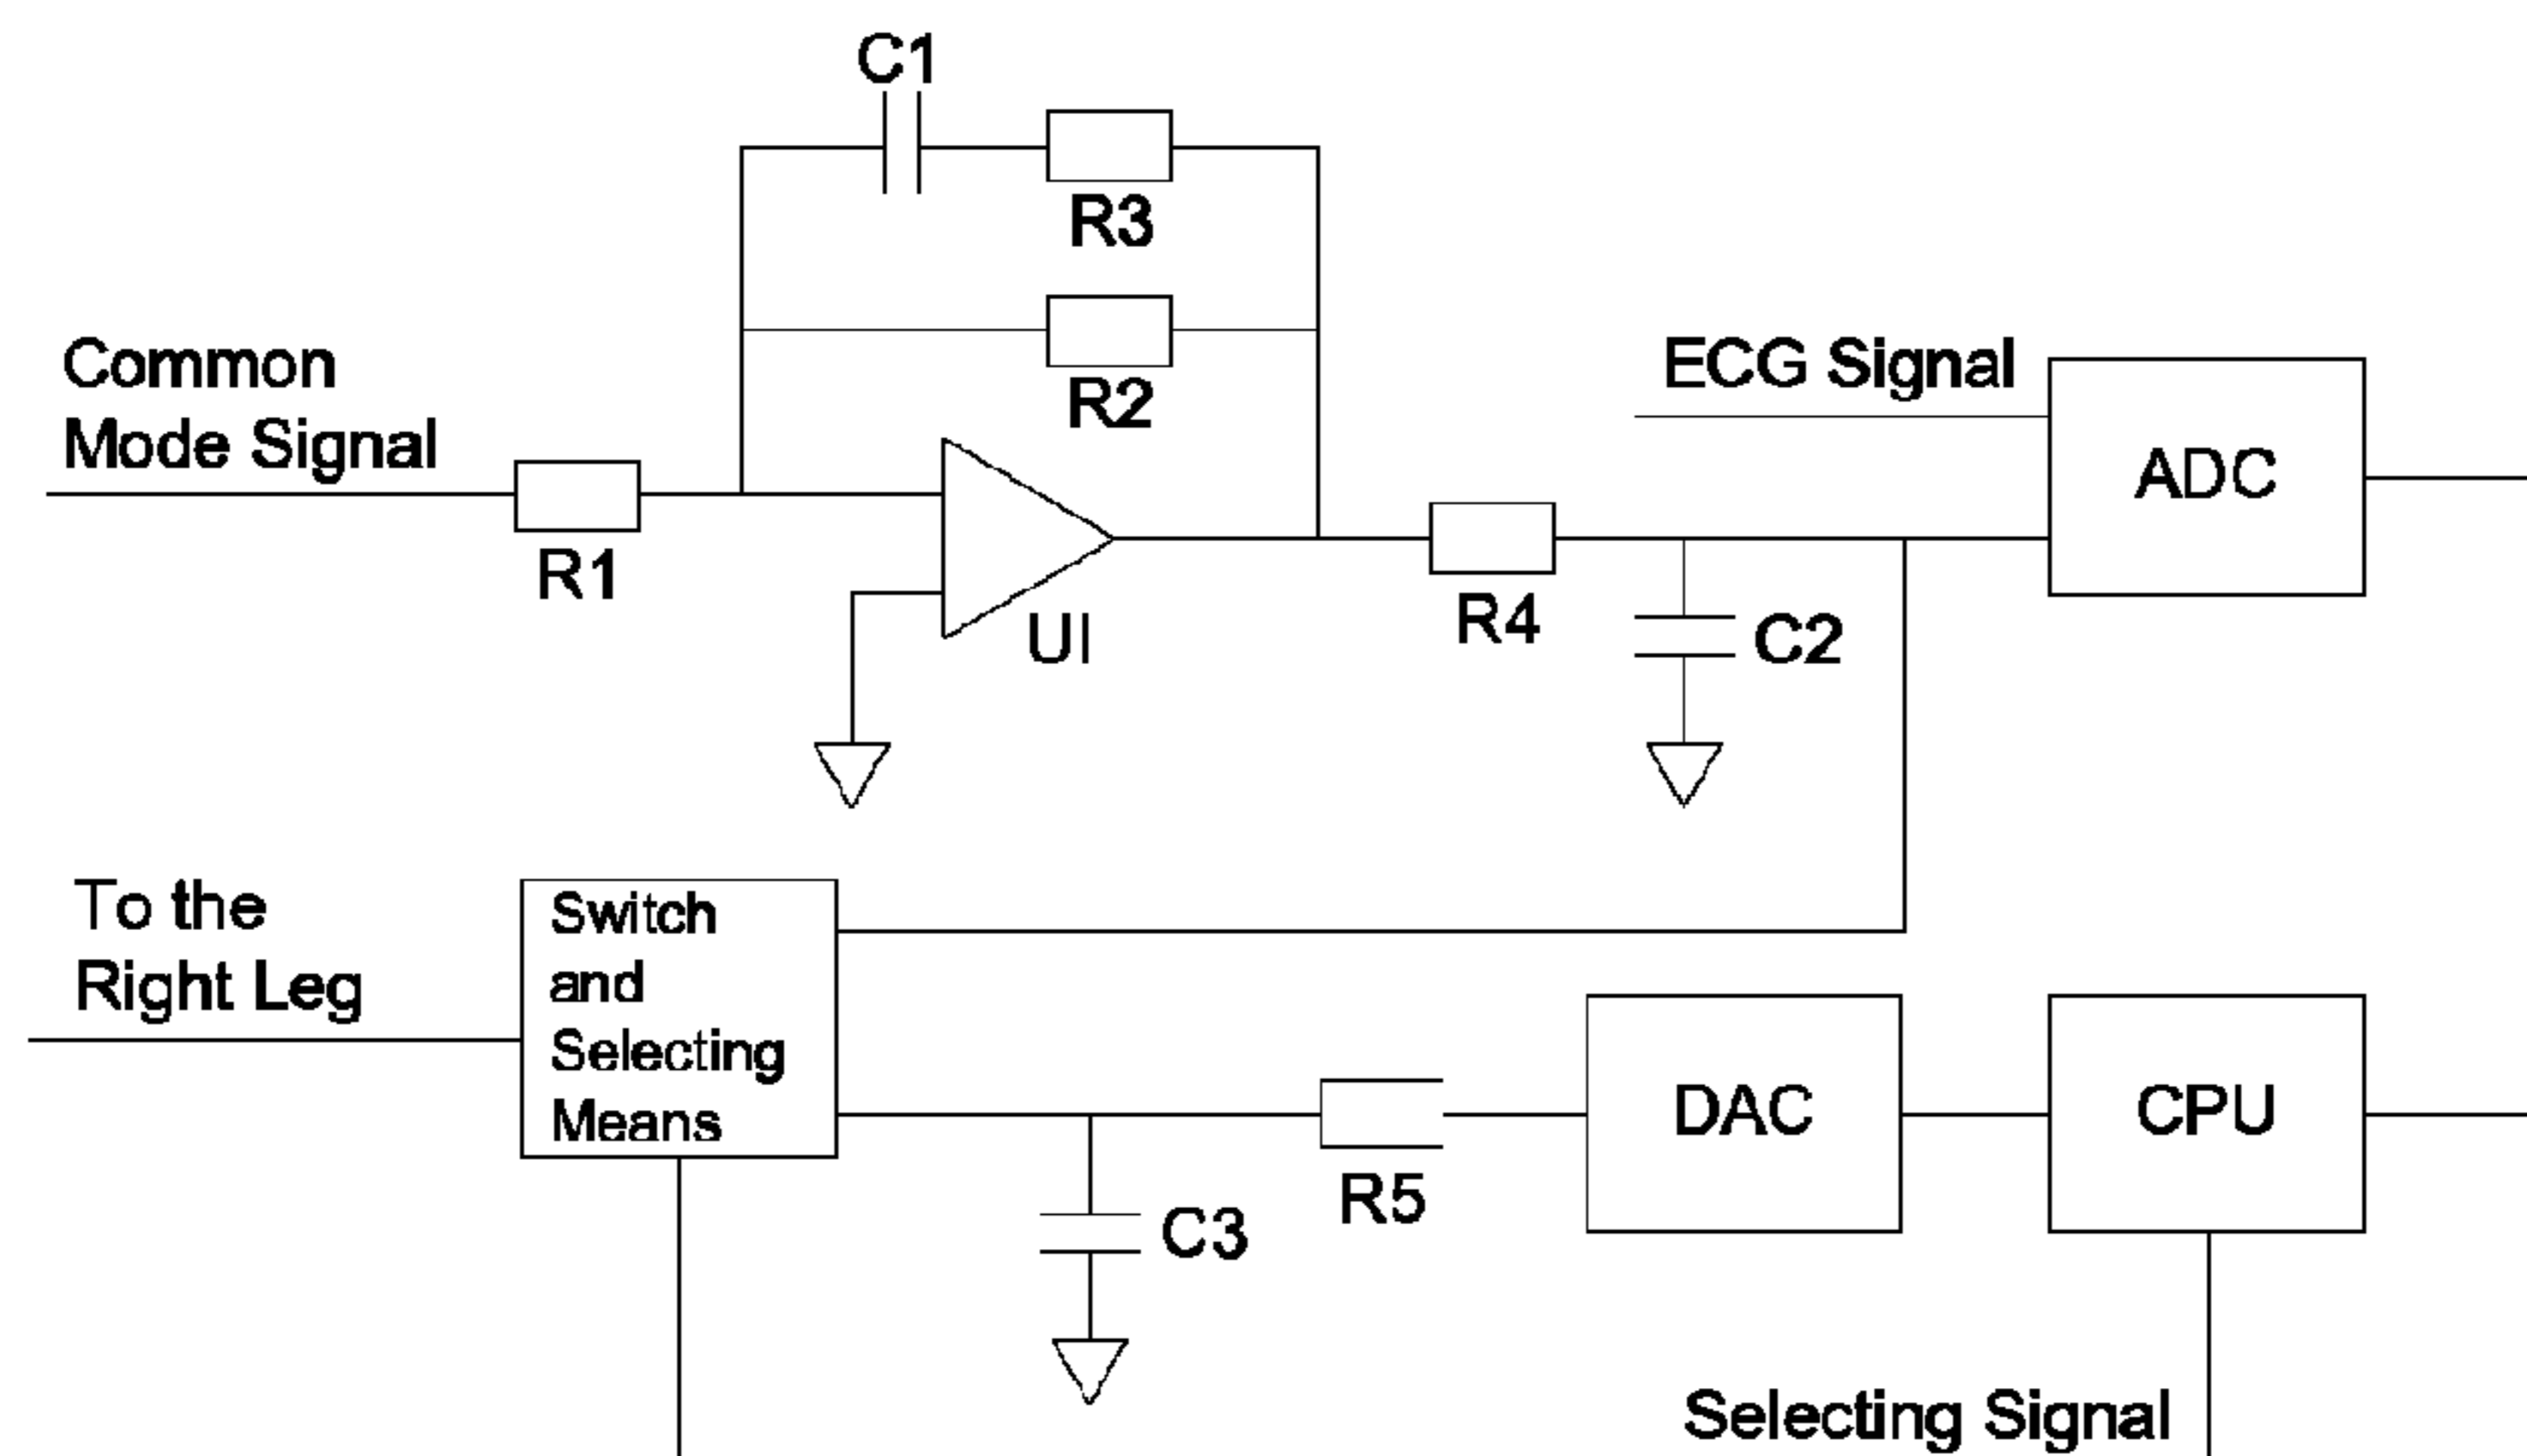 C1
R3
R2
Common
Mode Signal
R1
UI
R4
C2
ECG Signal
ADC
To the
Right Leg
Switch
and
Selecting
Means
C3
R5
DAC
CPU
Selecting Signal